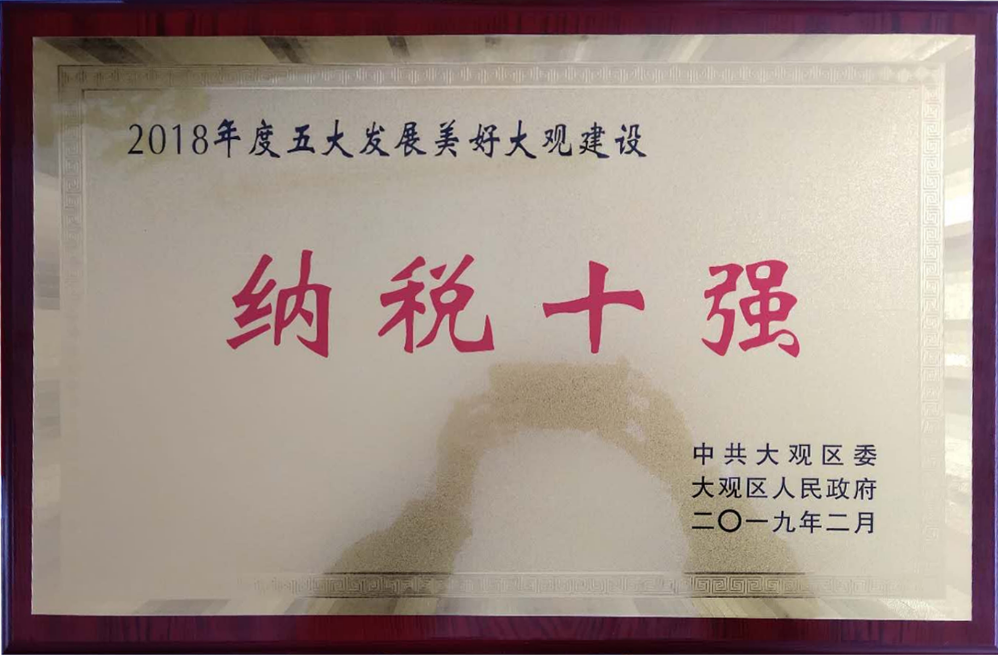 2018年度五大发展美好大观建设
纳税十强
中共大观区委
大观区人民政府
二〇一九年二月